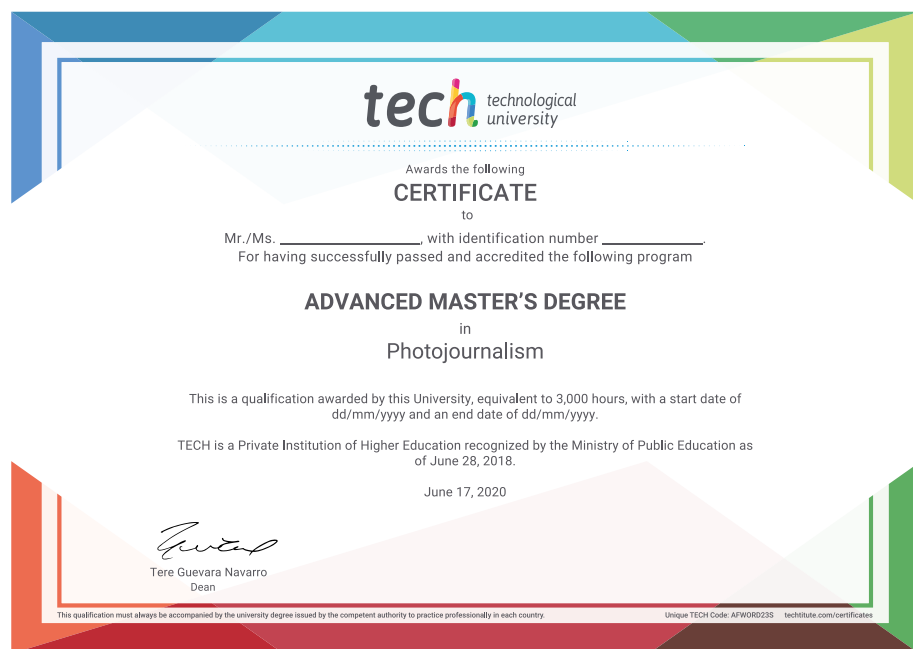 tech technological
university
Awards the following
CERTIFICATE
to
Mr./Ms. ____________________, with identification number ______________.
For having successfully passed and accredited the following program
ADVANCED MASTER'S DEGREE
in
Photojournalism
This is a qualification awarded by this University, equivalent to 3,000 hours, with a start date of
dd/mm/yyyy and an end date of dd/mm/yyyy.
TECH is a Private Institution of Higher Education recognized by the Ministry of Public Education as
of June 28, 2018.
June 17, 2020
Tere Guevara Navarro
Dean
This qualification must always be accompanied by the university degree issued by the competent authority to practice professionally in each country.
Unique TECH Code: AFWORD23S techtitute.com/certificates